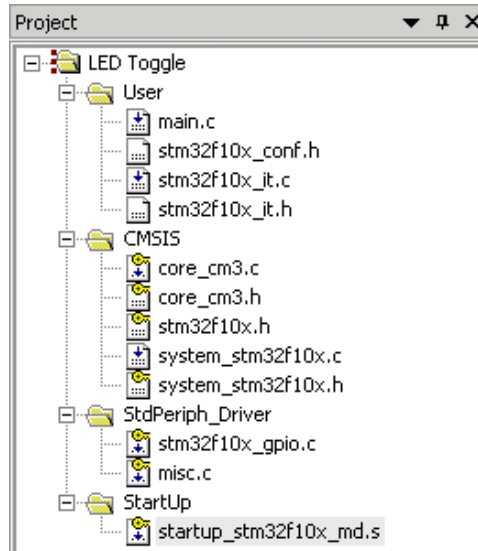 Project
LED Toggle
User
main.c
stm32f10x_conf.h
stm32f10x_it.c
stm32f10x_it.h
CMSIS
core_cm3.c
core_cm3.h
stm32f10x.h
system_stm32f10x.c
system_stm32f10x.h
StdPeriph_Driver
stm32f10x_gpio.c
misc.c
StartUp
startup_stm32f10x_md.s